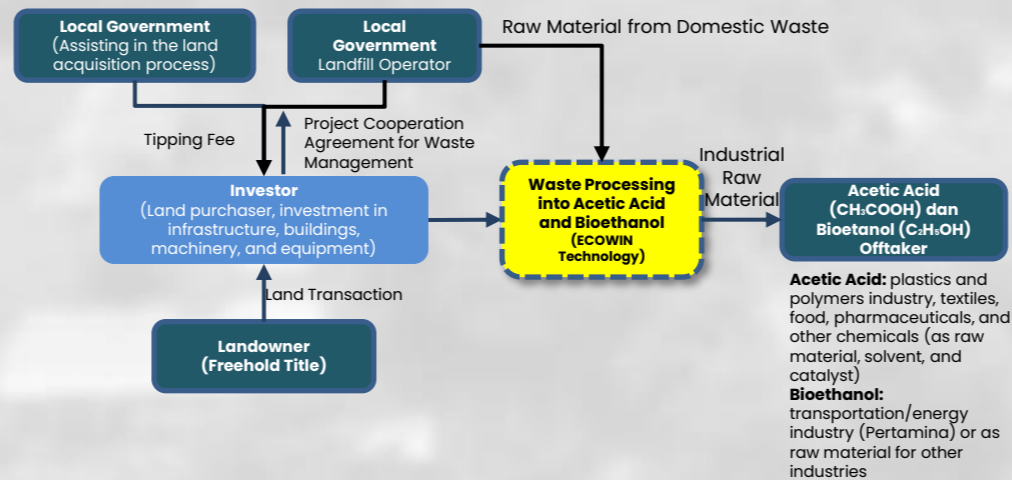 Local Government
(Assisting in the land
acquisition process)
Local
Government
Landfill Operator
Raw Material from Domestic Waste
Tipping Fee
Project Cooperation
Agreement for Waste
Management
Investor
(Land purchaser, investment in
infrastructure, buildings,
machinery, and equipment)
Waste Processing
into Acetic Acid
and Bioethanol
(ECOWIN
Technology)
Industrial
Raw
Material
Acetic Acid
(CH₃COOH) dan
Bioetanol (C₂H₅OH)
Offtaker
Land Transaction
Landowner
(Freehold Title)
Acetic Acid: plastics and
polymers industry, textiles,
food, pharmaceuticals, and
other chemicals (as raw
material, solvent, and
catalyst)
Bioethanol:
transportation/energy
industry (Pertamina) or as
raw material for other
industries